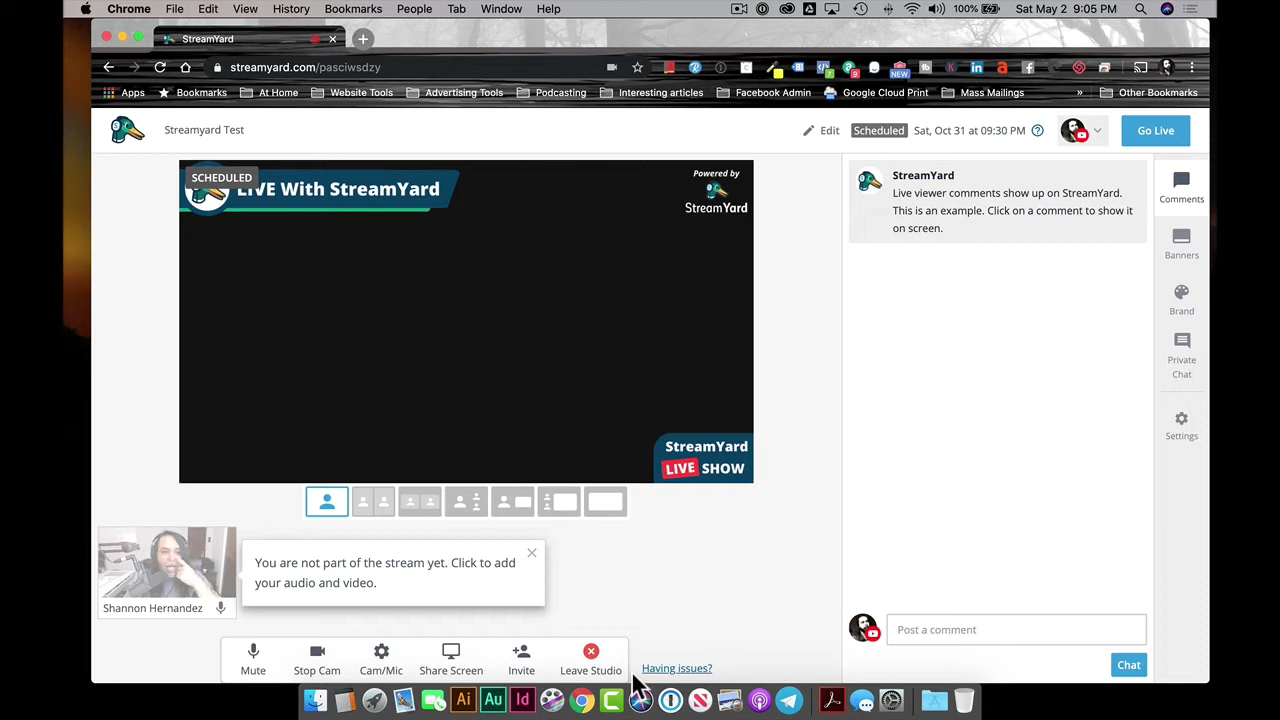 Chrome File Edit View History Bookmarks People Tab Window Help 100% Sat May 2 9:05 PM
StreamYard
streamyard.com/pasciwsdzy
Apps Bookmarks At Home Website Tools Advertising Tools Podcasting Interesting articles Facebook Admin Google Cloud Print Mass Mailings » Other Bookmarks
Streamyard Test Edit Scheduled Sat, Oct 31 at 09:30 PM Go Live
SCHEDULED
LIVE With StreamYard
Powered by
StreamYard
StreamYard
LIVE SHOW
StreamYard
Live viewer comments show up on StreamYard.
This is an example. Click on a comment to show it
on screen.
Comments
Banners
Brand
Private
Chat
Settings
You are not part of the stream yet. Click to add
your audio and video.
Shannon Hernandez
Mute Stop Cam Cam/Mic Share Screen Invite Leave Studio Having issues?
Post a comment
Chat
Ai Au Id